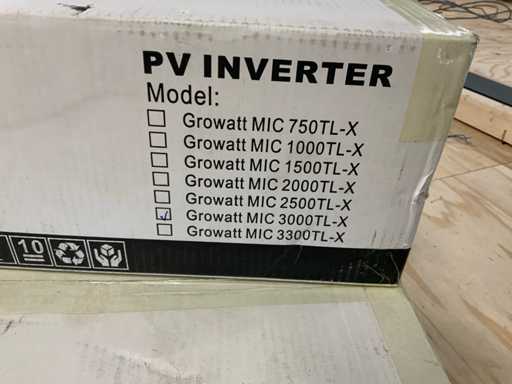 PV INVERTER
Model:
Growatt MIC 750TL-X
Growatt MIC 1000TL-X
Growatt MIC 1500TL-X
Growatt MIC 2000TL-X
Growatt MIC 2500TL-X
Growatt MIC 3000TL-X
Growatt MIC 3300TL-X
10